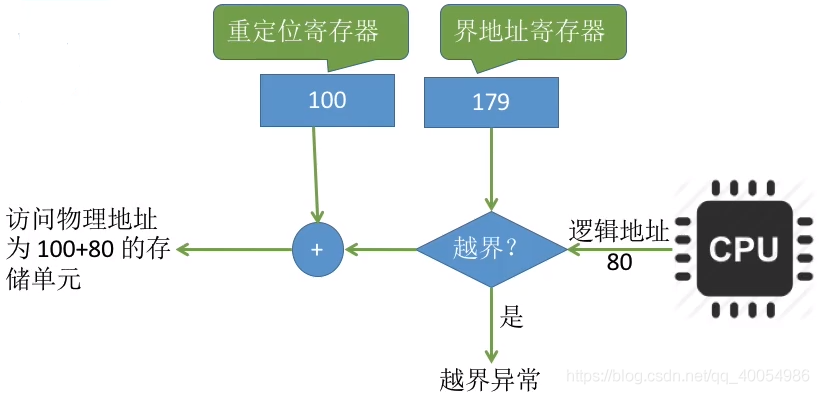 重定位寄存器
界地址寄存器
100
179
访问物理地址
为 100+80 的存
储单元
+
越界？
逻辑地址
80
CPU
是
越界异常
https://blog.csdn.net/qq_40054986